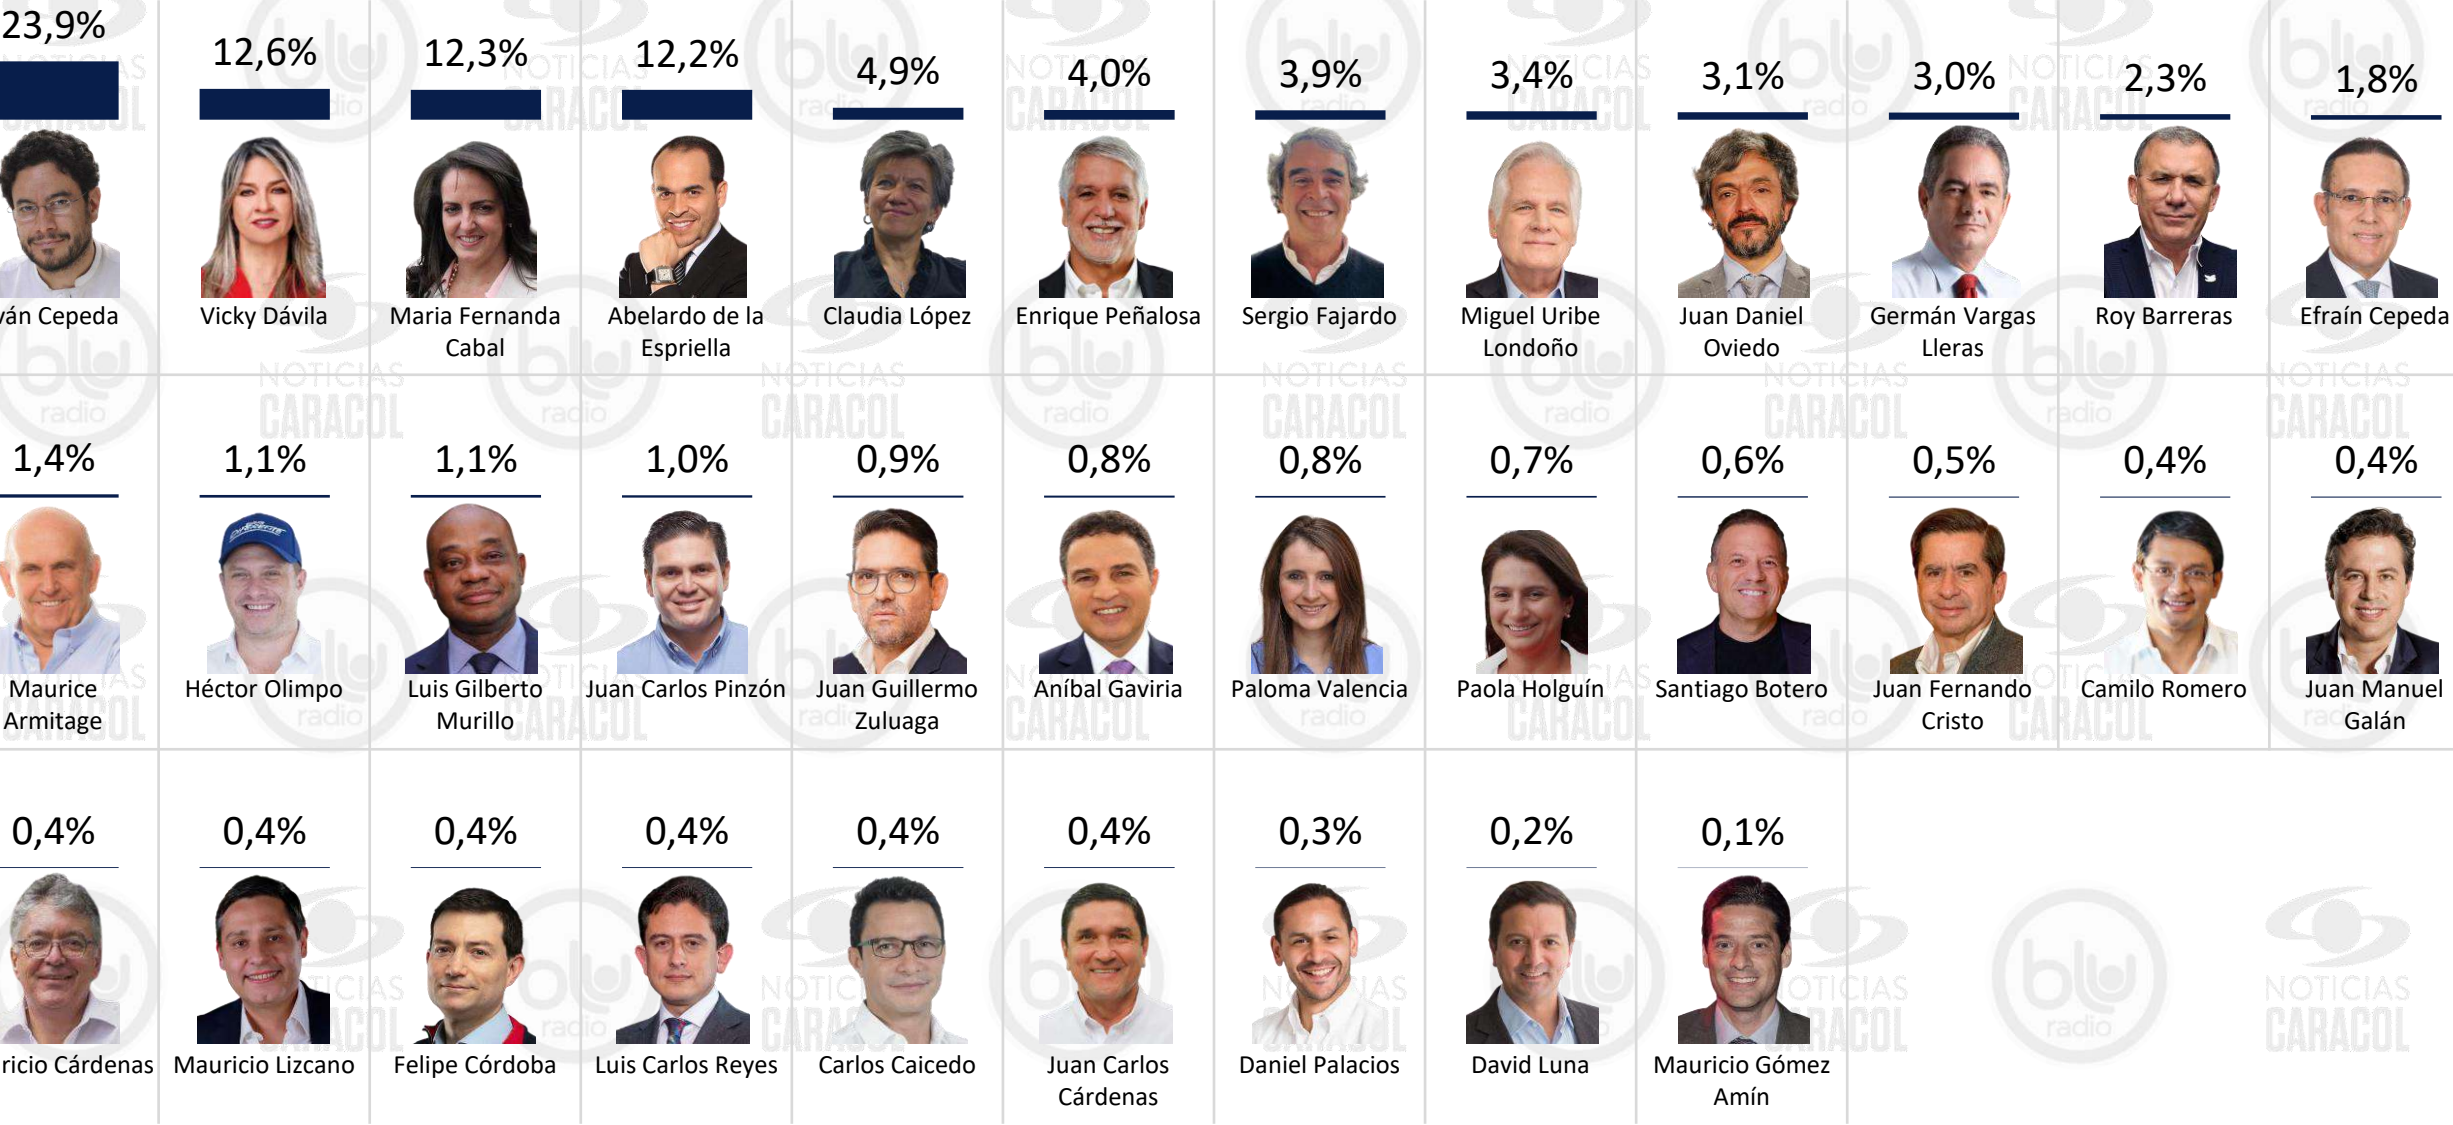 23,9% 12,6% 12,3% 12,2% 4,9% 4,0% 3,9% 3,4% 3,1% 3,0% 2,3% 1,8%
ván Cepeda Vicky Dávila Maria Fernanda Abelardo de la Claudia López Enrique Peñalosa Sergio Fajardo Miguel Uribe Juan Daniel Germán Vargas Roy Barreras Efraín Cepeda
Cabal Espriella Londoño Oviedo Lleras
1,4% 1,1% 1,1% 1,0% 0,9% 0,8% 0,8% 0,7% 0,6% 0,5% 0,4% 0,4%
Maurice Héctor Olimpo Luis Gilberto Juan Carlos Pinzón Juan Guillermo Aníbal Gaviria Paloma Valencia Paola Holguín Santiago Botero Juan Fernando Camilo Romero Juan Manuel
Armitage Murillo Zuluaga Cristo Galán
0,4% 0,4% 0,4% 0,4% 0,4% 0,4% 0,3% 0,2% 0,1%
ricio Cárdenas Mauricio Lizcano Felipe Córdoba Luis Carlos Reyes Carlos Caicedo Juan Carlos Daniel Palacios David Luna Mauricio Gómez
Cárdenas Amín
blu
radio
NOTICIAS
CARACOL